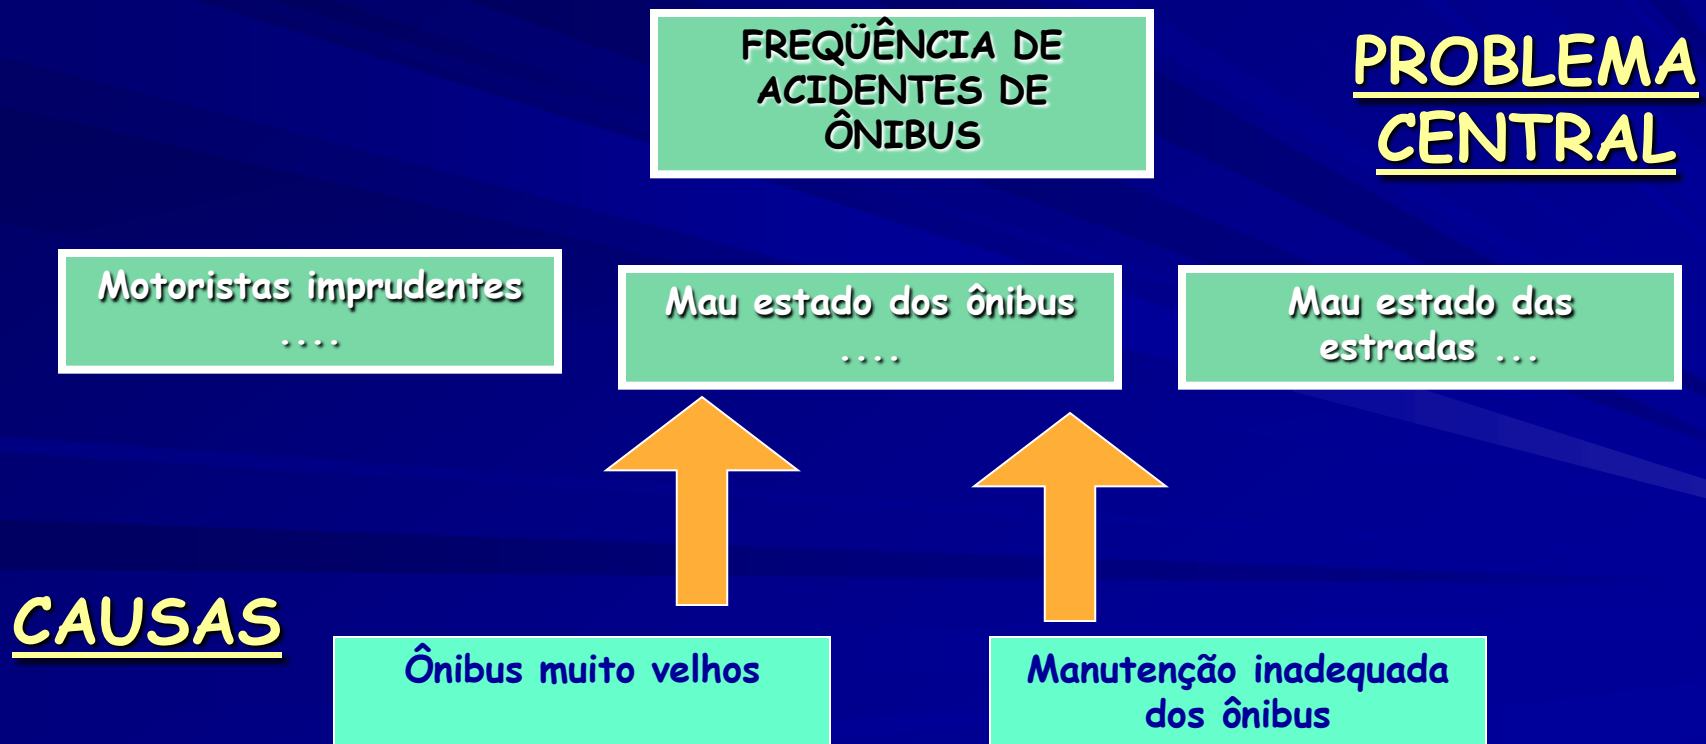 FREQÜÊNCIA DE
ACIDENTES DE
ÔNIBUS
PROBLEMA
CENTRAL
Motoristas imprudentes
....
Mau estado dos ônibus
....
Mau estado das
estradas ...
CAUSAS
Ônibus muito velhos
Manutenção inadequada
dos ônibus